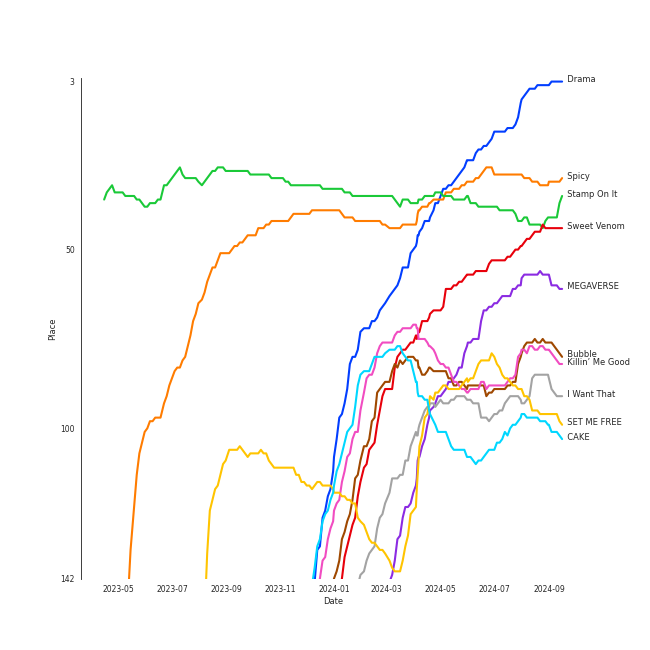 3
50
100
142
Place
2023-05 2023-07 2023-09 2023-11 2024-01 2024-03 2024-05 2024-07 2024-09
Date
Drama
Spicy
Stamp On It
Sweet Venom
MEGAVERSE
Bubble
Killin' Me Good
I Want That
SET ME FREE
CAKE